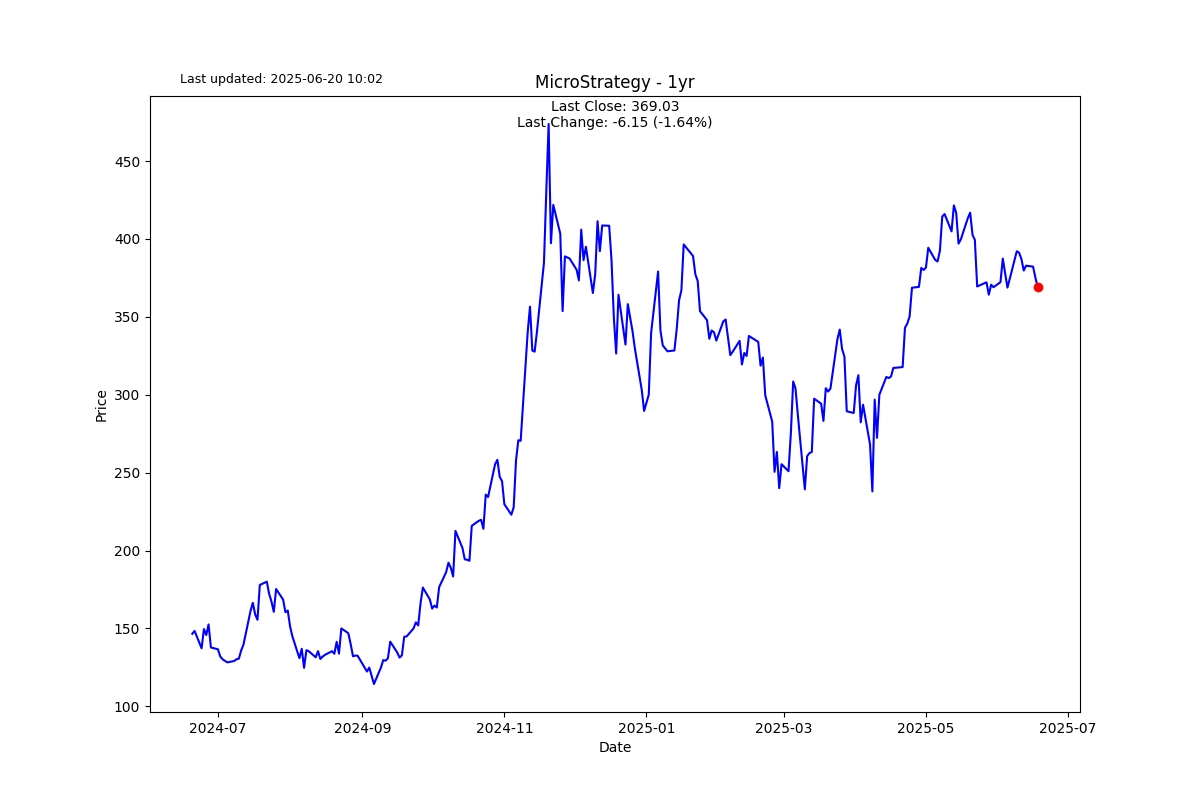 Last updated: 2025-06-20 10:02
MicroStrategy - 1yr
Last Close: 369.03
Last Change: -6.15 (-1.64%)
450
400
350
300
250
200
150
100
Price
2024-07
2024-09
2024-11
2025-01
2025-03
2025-05
2025-07
Date